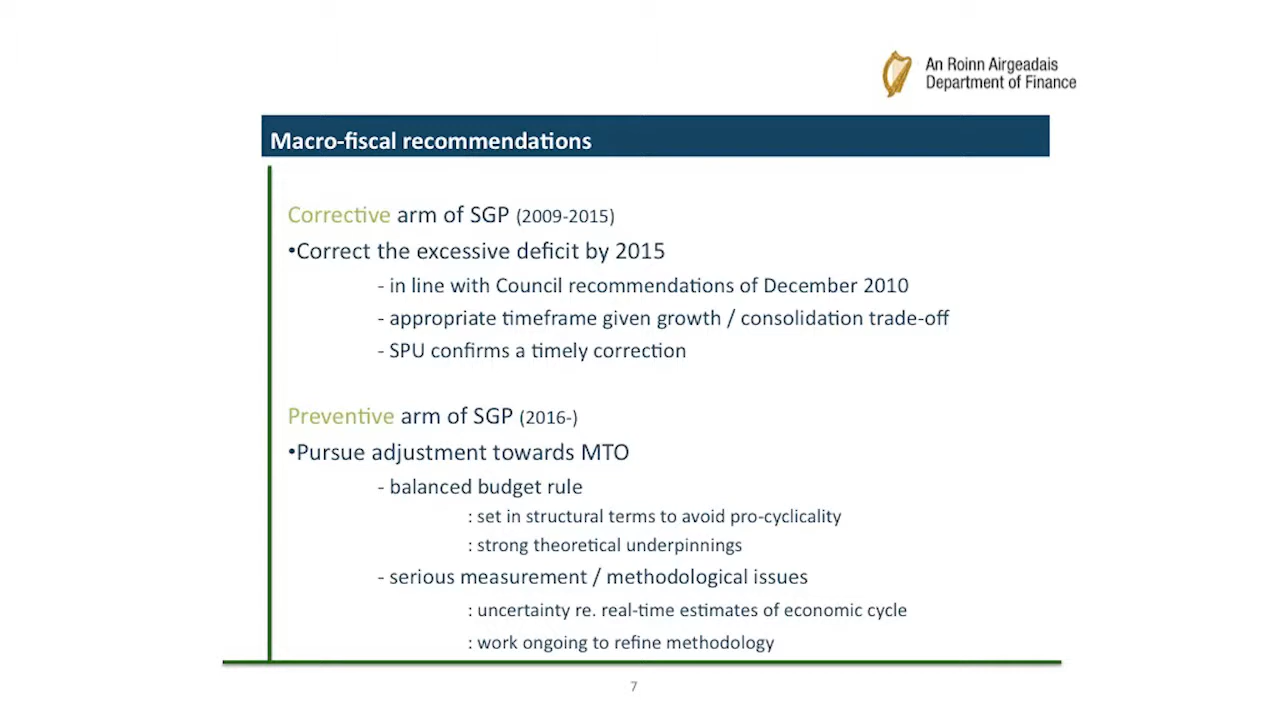 An Roinn Airgeadais
Department of Finance
Macro-fiscal recommendations
Corrective arm of SGP (2009-2015)
•Correct the excessive deficit by 2015
- in line with Council recommendations of December 2010
- appropriate timeframe given growth / consolidation trade-off
- SPU confirms a timely correction
Preventive arm of SGP (2016-)
•Pursue adjustment towards MTO
- balanced budget rule
: set in structural terms to avoid pro-cyclicality
: strong theoretical underpinnings
- serious measurement / methodological issues
: uncertainty re. real-time estimates of economic cycle
: work ongoing to refine methodology
7